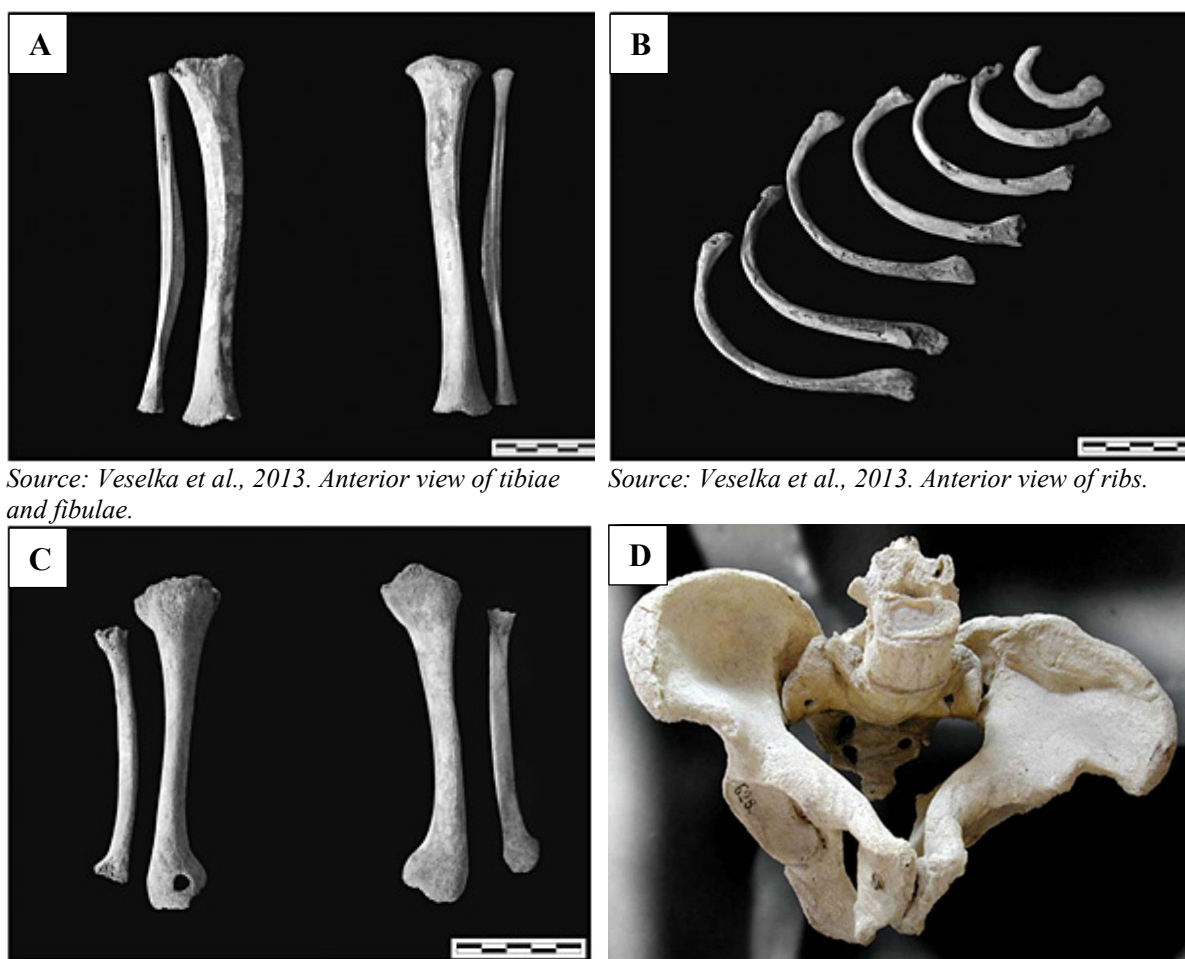 A
B
Source: Veselka et al., 2013. Anterior view of tibiae
and fibulae.
Source: Veselka et al., 2013. Anterior view of ribs.
C
D
628.